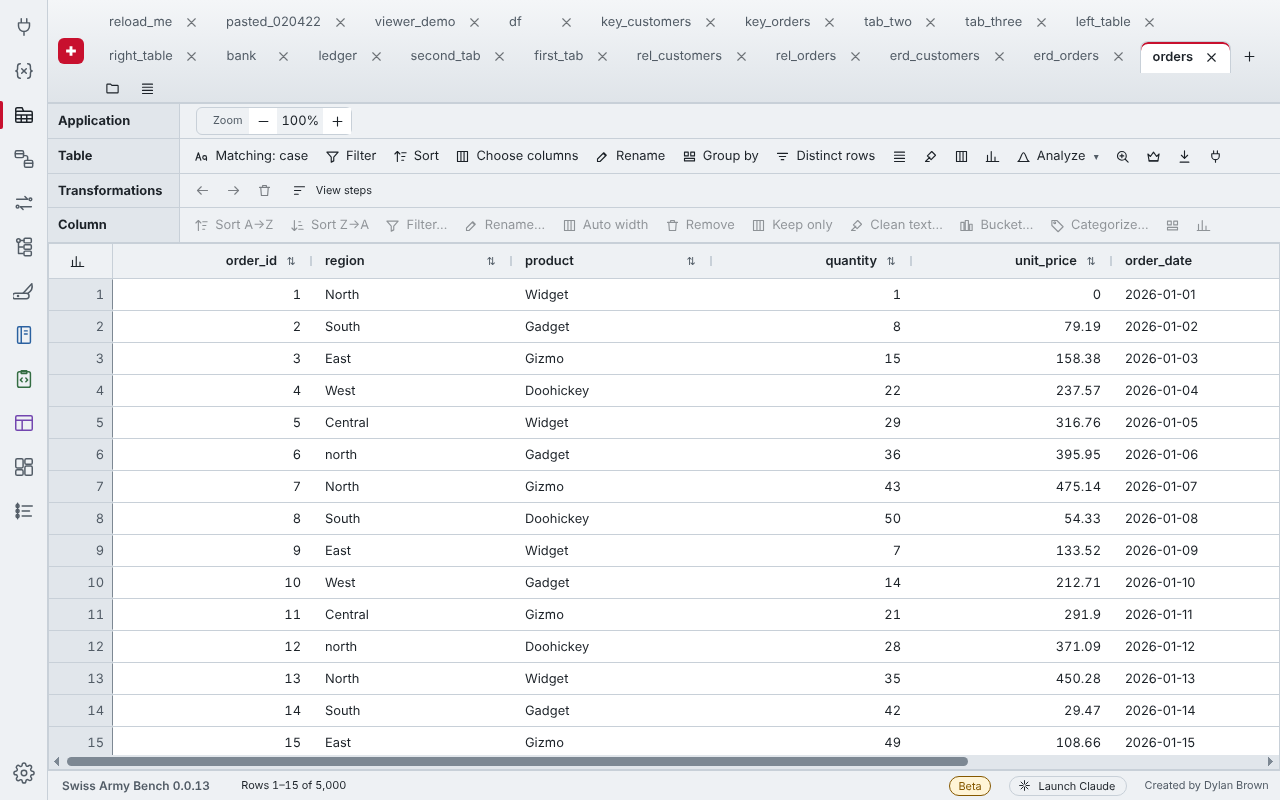 reload_me pasted_020422 viewer_demo df key_customers key_orders tab_two tab_three left_table
right_table bank ledger second_tab first_tab rel_customers rel_orders erd_customers erd_orders orders
Application Zoom 100%
Table Matching: case Filter Sort Choose columns Rename Group by Distinct rows Analyze
Transformations View steps
Column Sort A→Z Sort Z→A Filter... Rename... Auto width Remove Keep only Clean text... Bucket... Categorize...
order_id region product quantity unit_price order_date
1 1 North Widget 1 0 2026-01-01
2 2 South Gadget 8 79.19 2026-01-02
3 3 East Gizmo 15 158.38 2026-01-03
4 4 West Doohickey 22 237.57 2026-01-04
5 5 Central Widget 29 316.76 2026-01-05
6 6 north Gadget 36 395.95 2026-01-06
7 7 North Gizmo 43 475.14 2026-01-07
8 8 South Doohickey 50 54.33 2026-01-08
9 9 East Widget 7 133.52 2026-01-09
10 10 West Gadget 14 212.71 2026-01-10
11 11 Central Gizmo 21 291.9 2026-01-11
12 12 north Doohickey 28 371.09 2026-01-12
13 13 North Widget 35 450.28 2026-01-13
14 14 South Gadget 42 29.47 2026-01-14
15 15 East Gizmo 49 108.66 2026-01-15
Swiss Army Bench 0.0.13 Rows 1–15 of 5,000 Beta Launch Claude Created by Dylan Brown